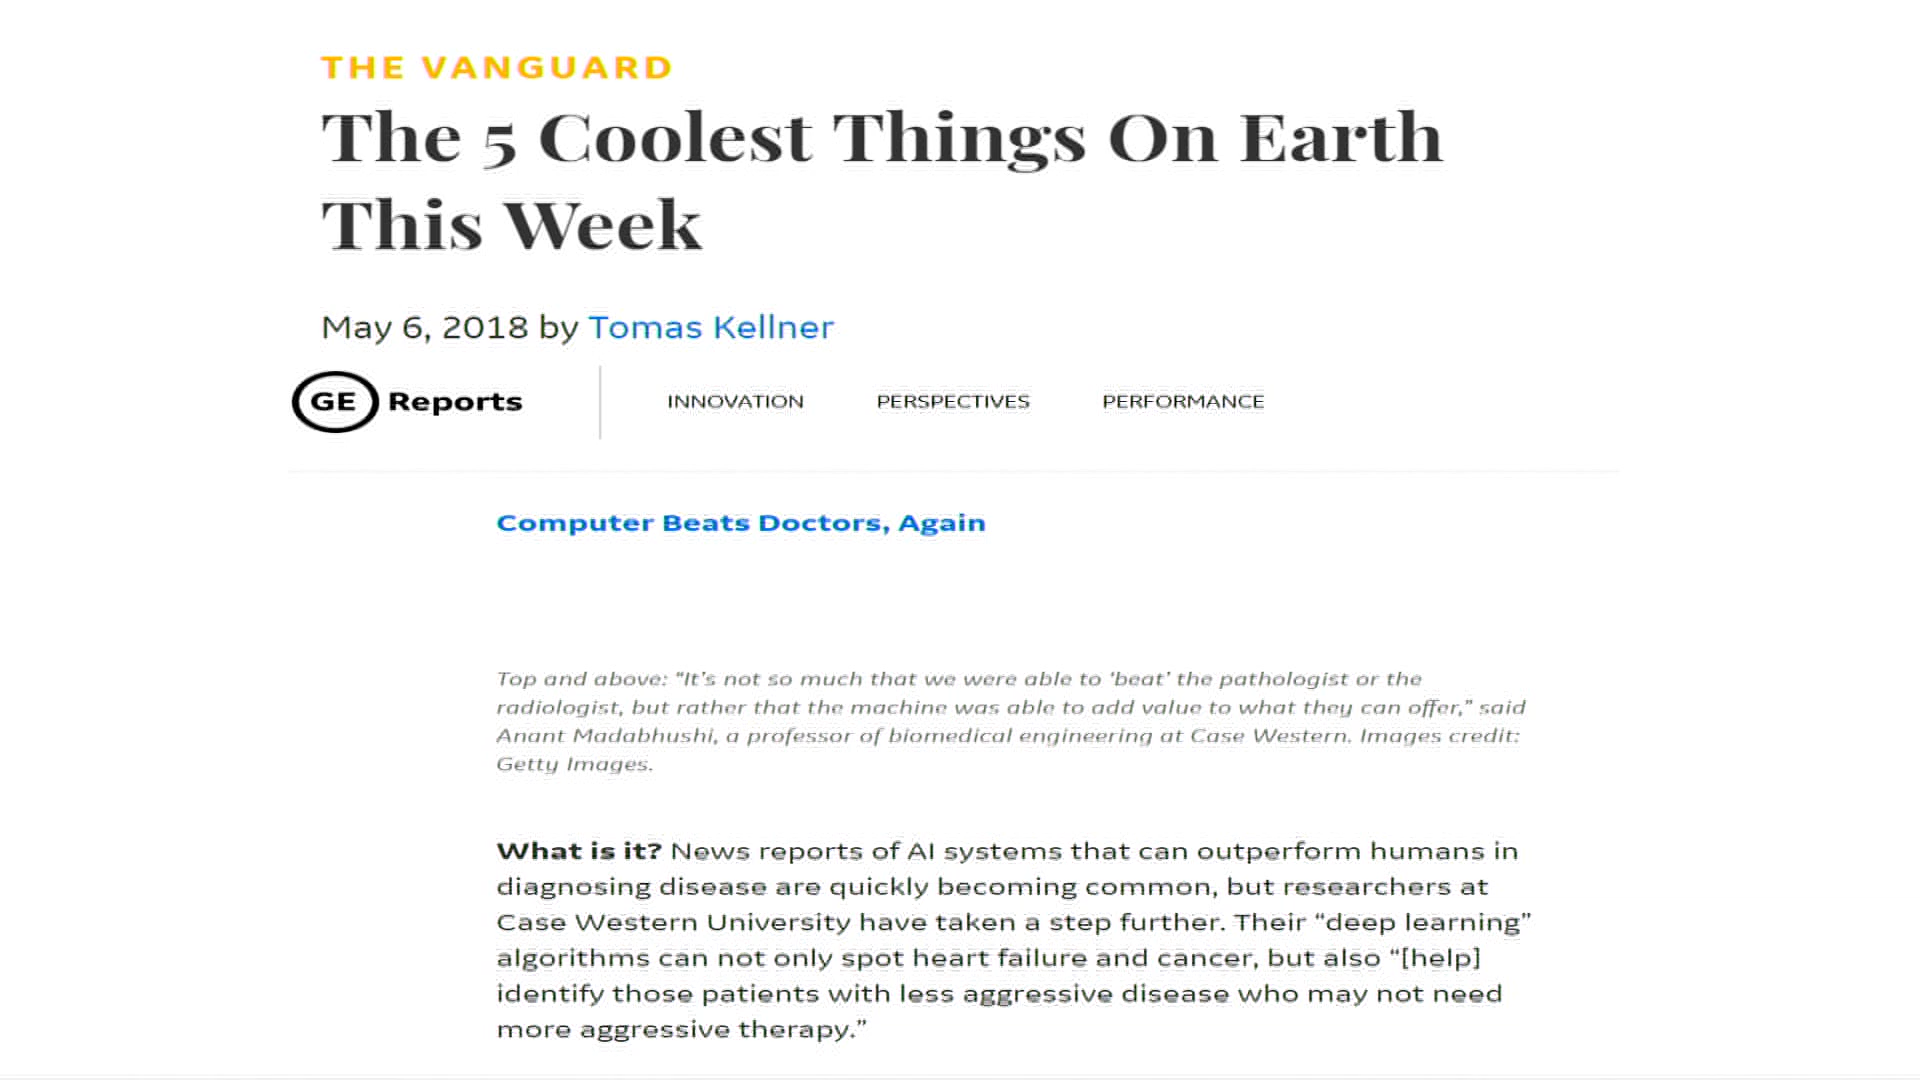 THE VANGUARD
The 5 Coolest Things On Earth
This Week
May 6, 2018 by Tomas Kellner
GE Reports INNOVATION PERSPECTIVES PERFORMANCE
Computer Beats Doctors, Again
Top and above: “It’s not so much that we were able to ‘beat’ the pathologist or the
radiologist, but rather that the machine was able to add value to what they can offer,” said
Anant Madabhushi, a professor of biomedical engineering at Case Western. Images credit:
Getty Images.
What is it? News reports of AI systems that can outperform humans in
diagnosing disease are quickly becoming common, but researchers at
Case Western University have taken a step further. Their “deep learning”
algorithms can not only spot heart failure and cancer, but also “[help]
identify those patients with less aggressive disease who may not need
more aggressive therapy.”